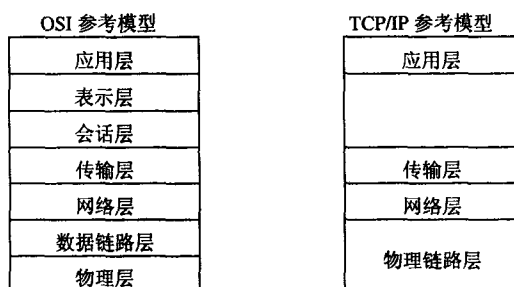 OSI 参考模型
应用层
表示层
会话层
传输层
网络层
数据链路层
物理层
TCP/IP 参考模型
应用层
传输层
网络层
物理链路层